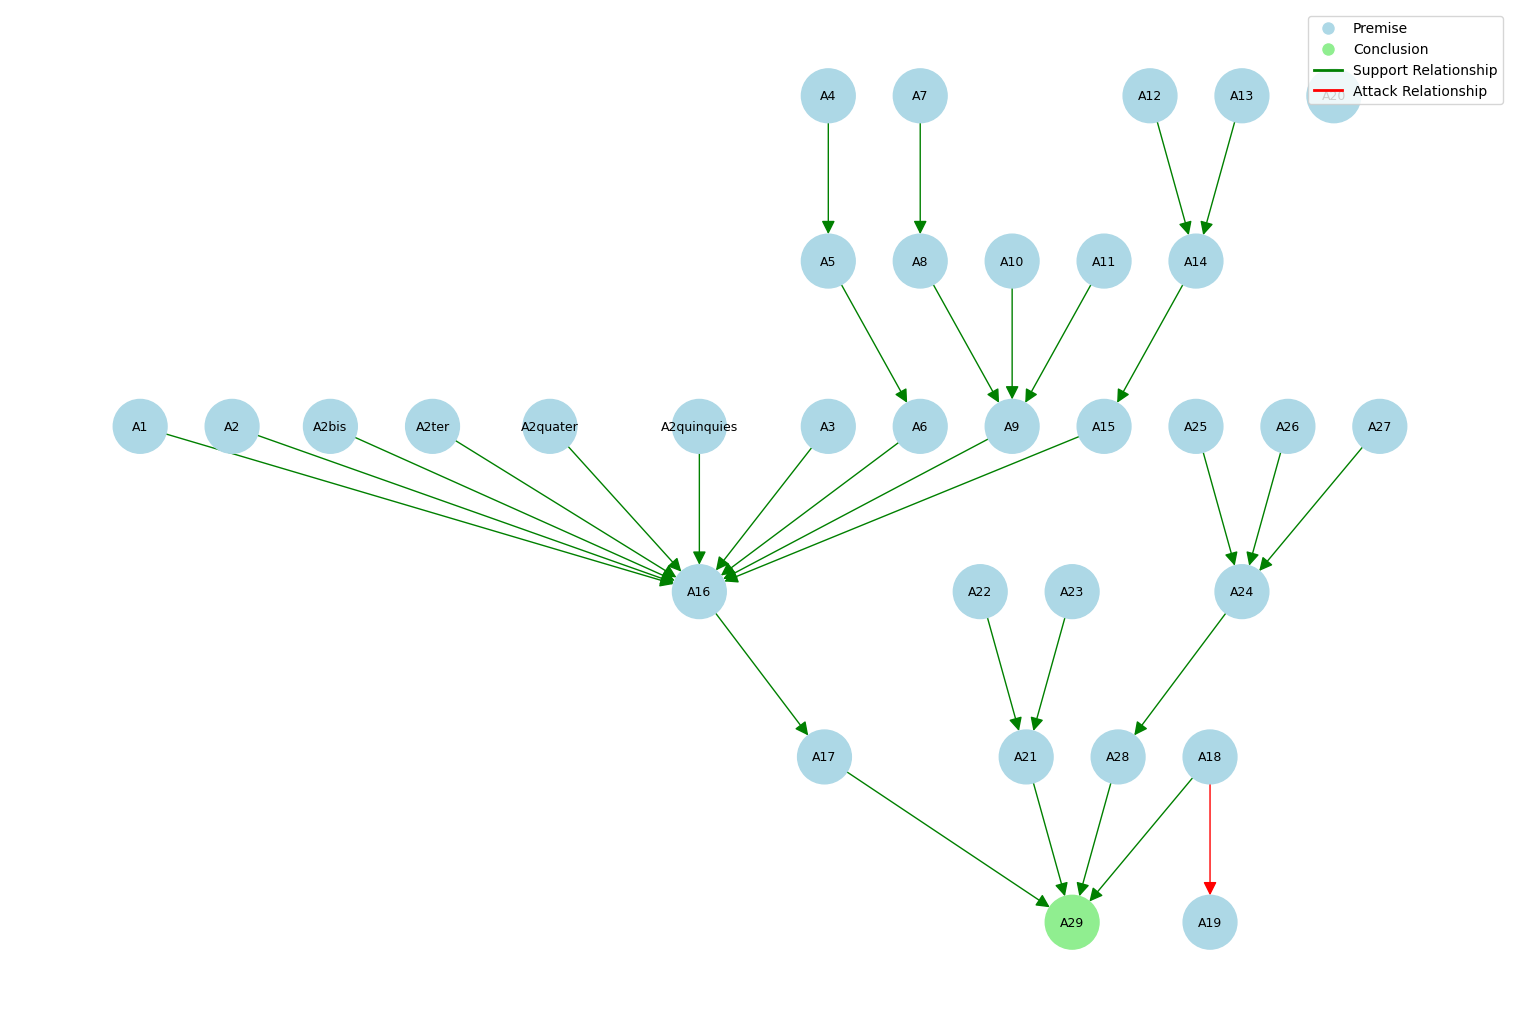 Premise
Conclusion
Support Relationship
Attack Relationship
A4
A7
A12
A13
A20
A5
A8
A10
A11
A14
A1
A2
A2bis
A2ter
A2quater
A2quinquies
A3
A6
A9
A15
A25
A26
A27
A16
A22
A23
A24
A17
A21
A28
A18
A29
A19